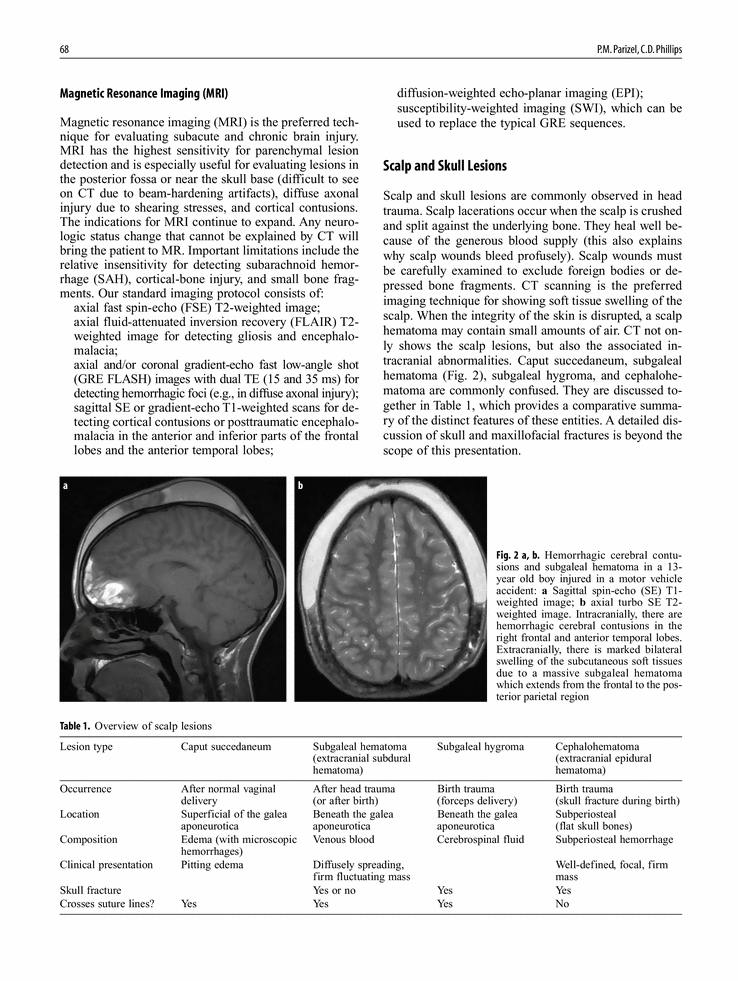 68
P.M. Parizel, C.D. Phillips
Magnetic Resonance Imaging (MRI)
Magnetic resonance imaging (MRI) is the preferred tech-
nique for evaluating subacute and chronic brain injury.
MRI has the highest sensitivity for parenchymal lesion
detection and is especially useful for evaluating lesions in
the posterior fossa or near the skull base (difficult to see
on CT due to beam-hardening artifacts), diffuse axonal
injury due to shearing stresses, and cortical contusions.
The indications for MRI continue to expand. Any neuro-
logic status change that cannot be explained by CT will
bring the patient to MR. Important limitations include the
relative insensitivity for detecting subarachnoid hemor-
rhage (SAH), cortical-bone injury, and small bone frag-
ments. Our standard imaging protocol consists of:
axial fast spin-echo (FSE) T2-weighted image;
axial fluid-attenuated inversion recovery (FLAIR) T2-
weighted image for detecting gliosis and encephalo-
malacia;
axial and/or coronal gradient-echo fast low-angle shot
(GRE FLASH) images with dual TE (15 and 35 ms) for
detecting hemorrhagic foci (e.g., in diffuse axonal injury);
sagittal SE or gradient-echo T1-weighted scans for de-
tecting cortical contusions or posttraumatic encephalo-
malacia in the anterior and inferior parts of the frontal
lobes and the anterior temporal lobes;
diffusion-weighted echo-planar imaging (EPI);
susceptibility-weighted imaging (SWI), which can be
used to replace the typical GRE sequences.
Scalp and Skull Lesions
Scalp and skull lesions are commonly observed in head
trauma. Scalp lacerations occur when the scalp is crushed
and split against the underlying bone. They heal well be-
cause of the generous blood supply (this also explains
why scalp wounds bleed profusely). Scalp wounds must
be carefully examined to exclude foreign bodies or de-
pressed bone fragments. CT scanning is the preferred
imaging technique for showing soft tissue swelling of the
scalp. When the integrity of the skin is disrupted, a scalp
hematoma may contain small amounts of air. CT not on-
ly shows the scalp lesions, but also the associated in-
tracranial abnormalities. Caput succedaneum, subgaleal
hematoma (Fig. 2), subgaleal hygroma, and cephalohe-
matoma are commonly confused. They are discussed to-
gether in Table 1, which provides a comparative summa-
ry of the distinct features of these entities. A detailed dis-
cussion of skull and maxillofacial fractures is beyond the
scope of this presentation.
a
b
Fig. 2 a, b. Hemorrhagic cerebral contu-
sions and subgaleal hematoma in a 13-
year old boy injured in a motor vehicle
accident: a Sagittal spin-echo (SE) T1-
weighted image; b axial turbo SE T2-
weighted image. Intracranially, there are
hemorrhagic cerebral contusions in the
right frontal and anterior temporal lobes.
Extracranially, there is marked bilateral
swelling of the subcutaneous soft tissues
due to a massive subgaleal hematoma
which extends from the frontal to the pos-
terior parietal region
Table 1. Overview of scalp lesions
Lesion type Caput succedaneum Subgaleal hematoma Subgaleal hygroma Cephalohematoma
(extracranial subdural (extracranial epidural
hematoma) hematoma)
Occurrence After normal vaginal After head trauma Birth trauma Birth trauma
delivery (or after birth) (forceps delivery) (skull fracture during birth)
Location Superficial of the galea Beneath the galea Beneath the galea Subperiosteal
aponeurotica aponeurotica aponeurotica (flat skull bones)
Composition Edema (with microscopic Venous blood Cerebrospinal fluid Subperiosteal hemorrhage
hemorrhages)
Clinical presentation Pitting edema Diffusely spreading, Well-defined, focal, firm
firm fluctuating mass mass
Skull fracture Yes or no Yes Yes
Crosses suture lines? Yes Yes Yes No